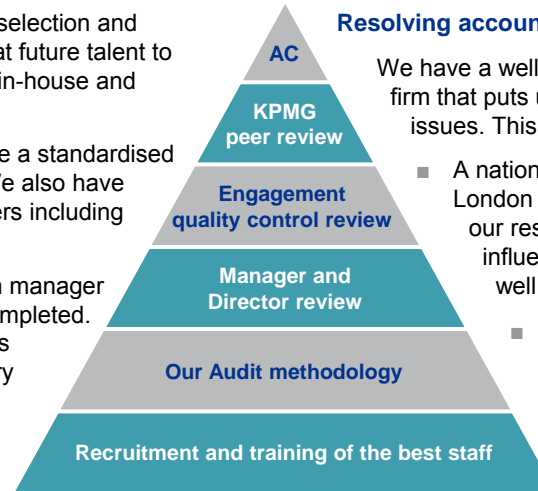 selection and
at future talent to
in-house and
e a standardised
We also have
ers including
n manager
mpleted.
s
ry
AC
KPMG
peer review
Engagement
quality control review
Manager and
Director review
Our Audit methodology
Recruitment and training of the best staff
Resolving accoun
We have a well
firm that puts u
issues. This
■ A nation
London
our res
influe
well
■